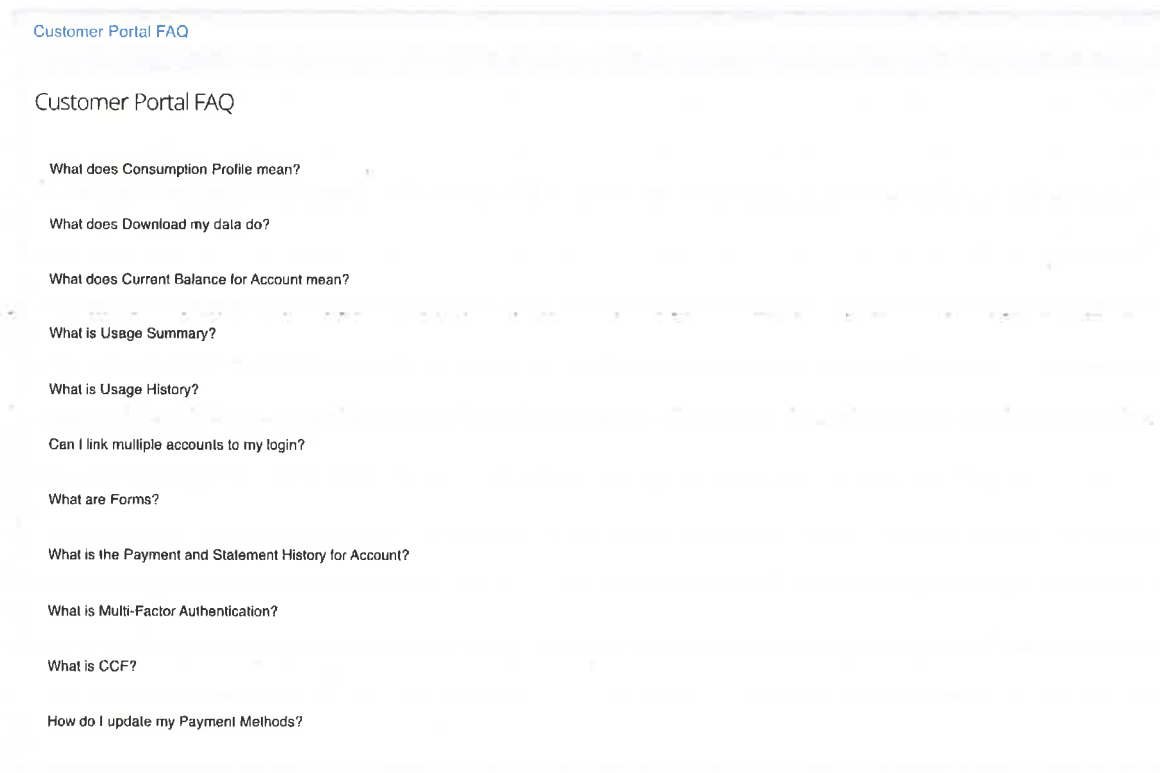 Customer Portal FAQ
Customer Portal FAQ
What does Consumption Profile mean?
What does Download my data do?
What does Current Balance for Account mean?
What is Usage Summary?
What is Usage History?
Can I link multiple accounts to my login?
What are Forms?
What is the Payment and Statement History for Account?
What is Multi-Factor Authentication?
What is CCF?
How do I update my Payment Methods?